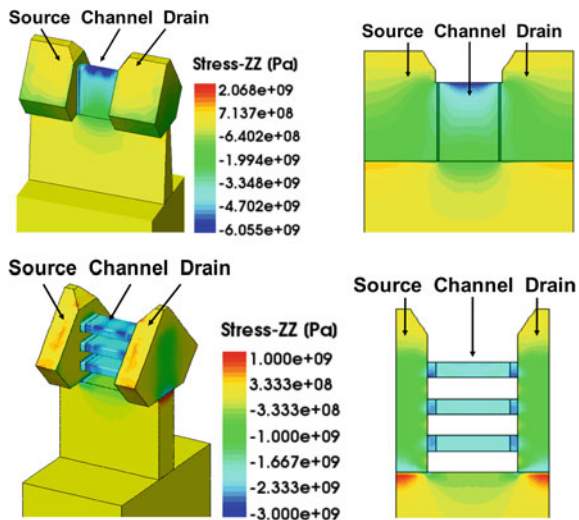 Source Channel Drain
Stress-ZZ (Pa)
2.068e+09
7.137e+08
-6.402e+08
-1.994e+09
-3.348e+09
-4.702e+09
-6.055e+09
Source Channel Drain
Source Channel Drain
Stress-ZZ (Pa)
1.000e+09
3.333e+08
-3.333e+08
-1.000e+09
-1.667e+09
-2.333e+09
-3.000e+09
Source Channel Drain